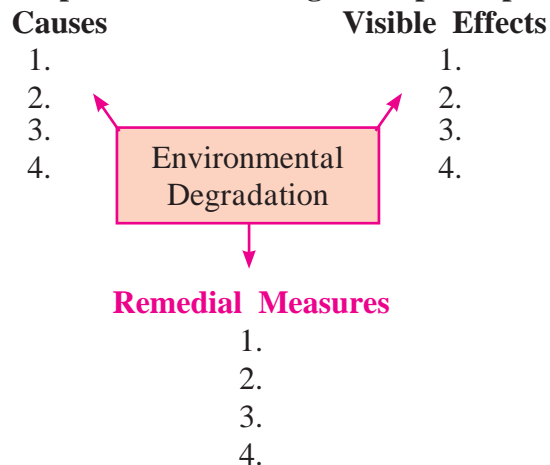 Causes
1.
2.
3.
4.
Visible Effects
1.
2.
3.
4.
Environmental
Degradation
Remedial Measures
1.
2.
3.
4.